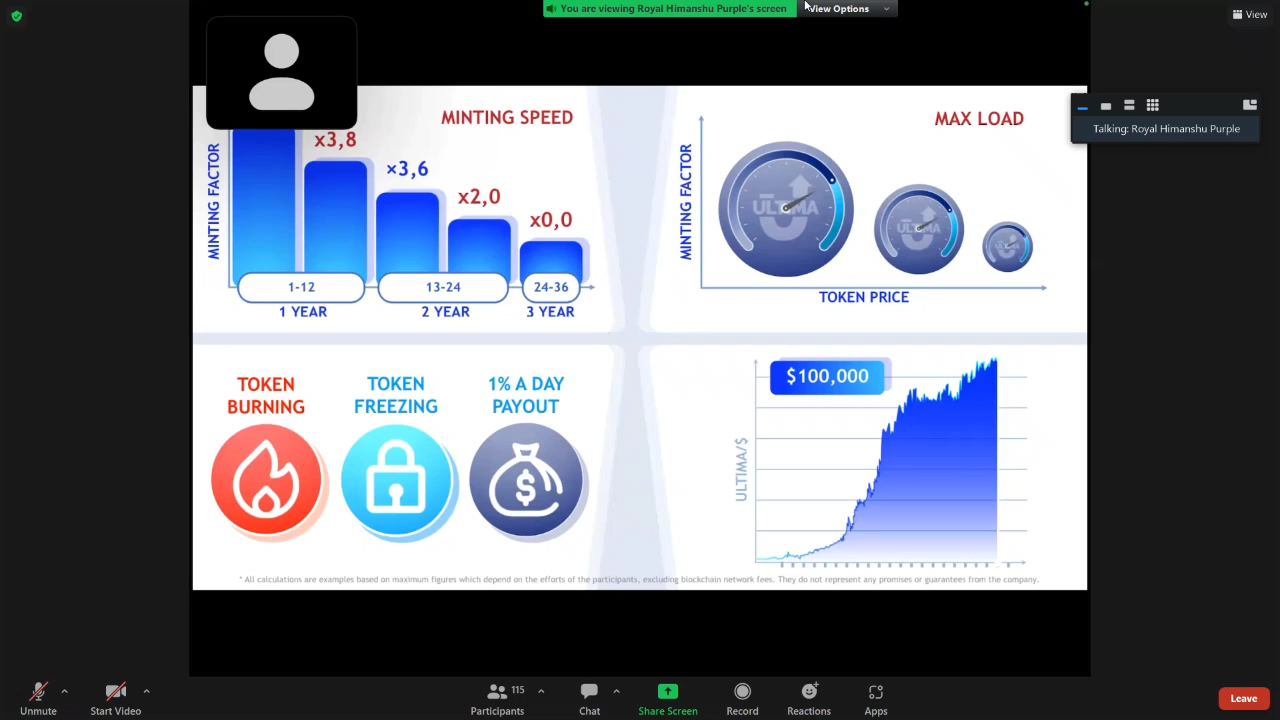 You are viewing Royal Himanshu Purple's screen
View Options
View
Talking: Royal Himanshu Purple
MINTING SPEED
MINTING FACTOR
x3,8
×3,6
x2,0
x0,0
1-12
13-24
24-36
1 YEAR
2 YEAR
3 YEAR
MAX LOAD
MINTING FACTOR
ULTIMA
ULTIMA
ULTIMA
TOKEN PRICE
TOKEN
BURNING
TOKEN
FREEZING
1% A DAY
PAYOUT
$100,000
ULTIMA/$
* All calculations are examples based on maximum figures which depend on the efforts of the participants, excluding blockchain network fees. They do not represent any promises or guarantees from the company.
Unmute
Start Video
Participants
115
Chat
Share Screen
Record
Reactions
Apps
Leave